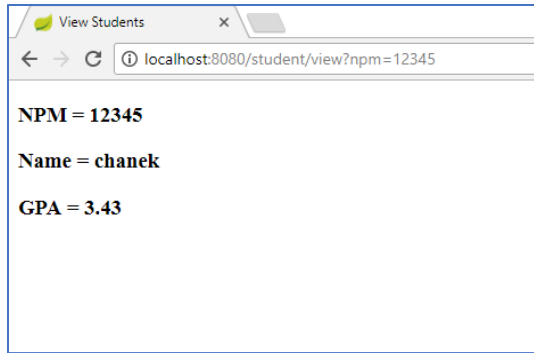 View Students
localhost:8080/student/view?npm=12345
NPM = 12345
Name = chanek
GPA = 3.43